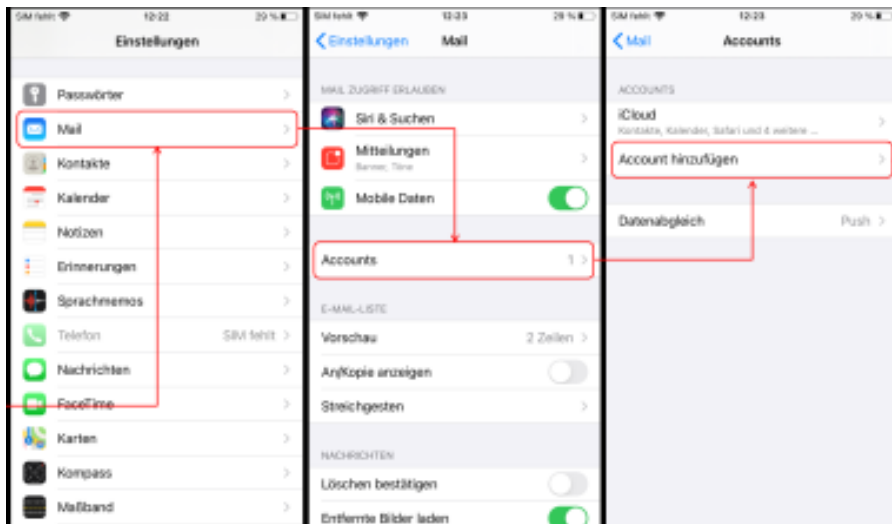 SIM fehlt 12:22 29 %
Einstellungen
Passwörter
Mail
Kontakte
Kalender
Notizen
Erinnerungen
Sprachmemos
Telefon SIM fehlt
Nachrichten
FaceTime
Karten
Kompass
Maßband
SIM fehlt 12:23 29 %
Einstellungen Mail
MAIL ZUGRIFF ERLAUBEN
Siri & Suchen
Mitteilungen
Banner, Töne
Mobile Daten
Accounts 1
E-MAIL-LISTE
Vorschau 2 Zeilen
An/Kopie anzeigen
Streichgesten
NACHRICHTEN
Löschen bestätigen
Entfernte Bilder laden
SIM fehlt 12:23 29 %
Mail Accounts
ACCOUNTS
iCloud
Kontakte, Kalender, Safari und 4 weitere ...
Account hinzufügen
Datenabgleich Push